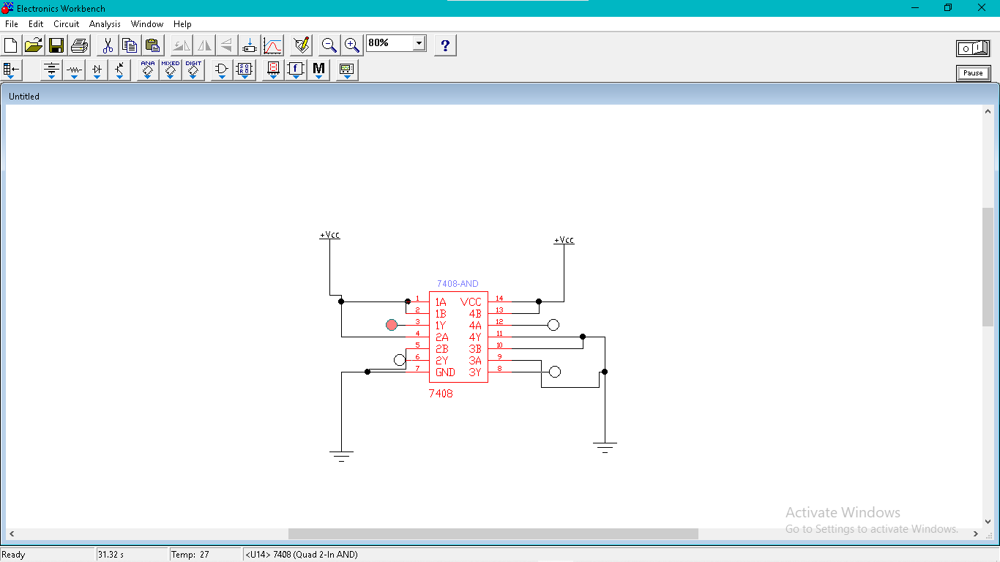 Electronics Workbench
File Edit Circuit Analysis Window Help
80%
?
0 1
ANA MIXED DIGIT
f M
Pause
Untitled
+Vcc
+Vcc
7408-AND
1 1A VCC 14
2 1B 4B 13
3 1Y 4A 12
4 2A 4Y 11
5 2B 3B 10
6 2Y 3A 9
7 GND 3Y 8
7408
Activate Windows
Go to Settings to activate Windows.
Ready 31.32 s Temp: 27 <U14> 7408 (Quad 2-In AND)